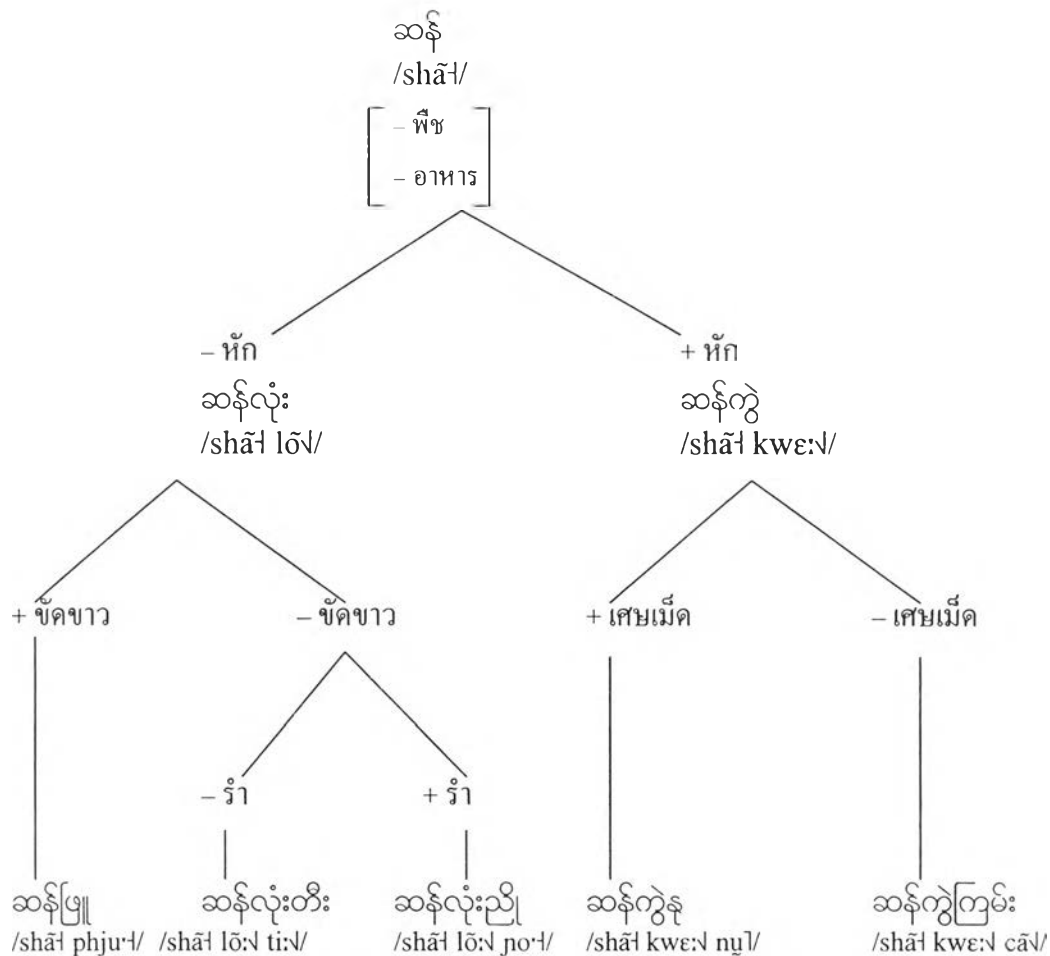 ဆန်
/shã˧/
– พืช
– อาหาร
– หัก + หัก
ဆန်လုံး ဆန်ကွဲ
/shã˧ lõ˥˩/ /shã˧ kwɛː˥˩/
+ ขัดขาว – ขัดขาว + เศษเม็ด – เศษเม็ด
– รำ + รำ
ဆန်ဖြူ ဆန်လုံးတီး ဆန်လုံးညို ဆန်ကွဲနု ဆန်ကွဲကြမ်း
/shã˧ phjuˑ˧/ /shã˧ lõː˥˩ tiː˥˩/ /shã˧ lõː˥˩ ɲoˑ˧/ /shã˧ kwɛː˥˩ nṵ˥/ /shã˧ kwɛː˥˩ cã˥˩/